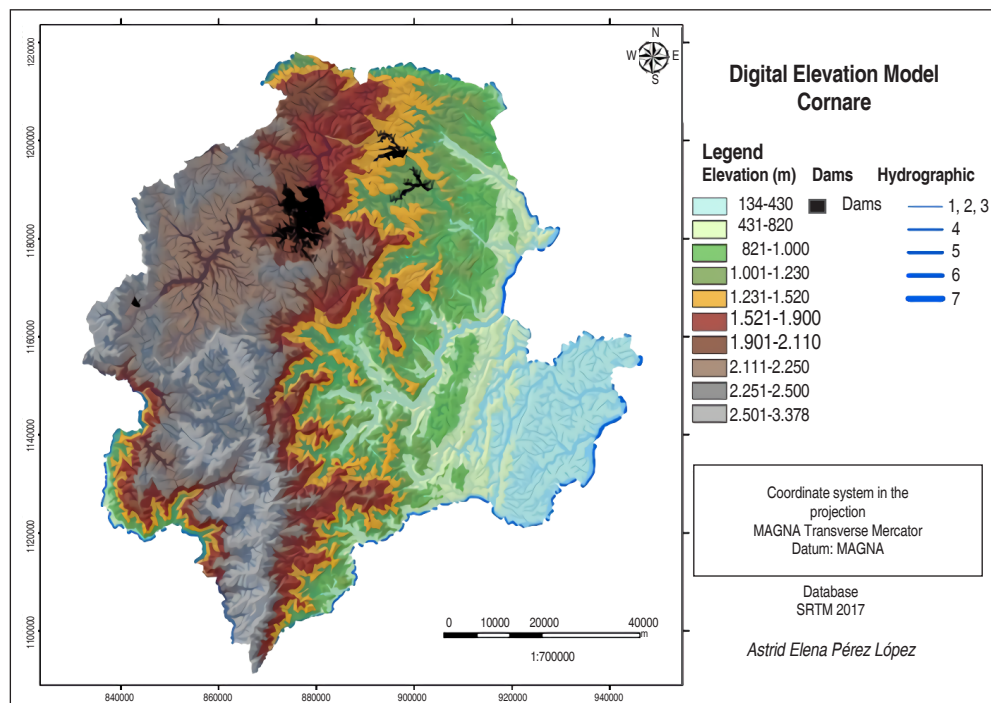 N
W E
S
1220000
1200000
1180000
1160000
1140000
1120000
1100000
840000 860000 880000 900000 920000 940000
0 10000 20000 40000
m
1:700000
Digital Elevation Model
Cornare
Legend
Elevation (m) Dams Hydrographic
134-430 Dams 1, 2, 3
431-820 4
821-1.000 5
1.001-1.230 6
1.231-1.520 7
1.521-1.900
1.901-2.110
2.111-2.250
2.251-2.500
2.501-3.378
Coordinate system in the
projection
MAGNA Transverse Mercator
Datum: MAGNA
Database
SRTM 2017
Astrid Elena Pérez López